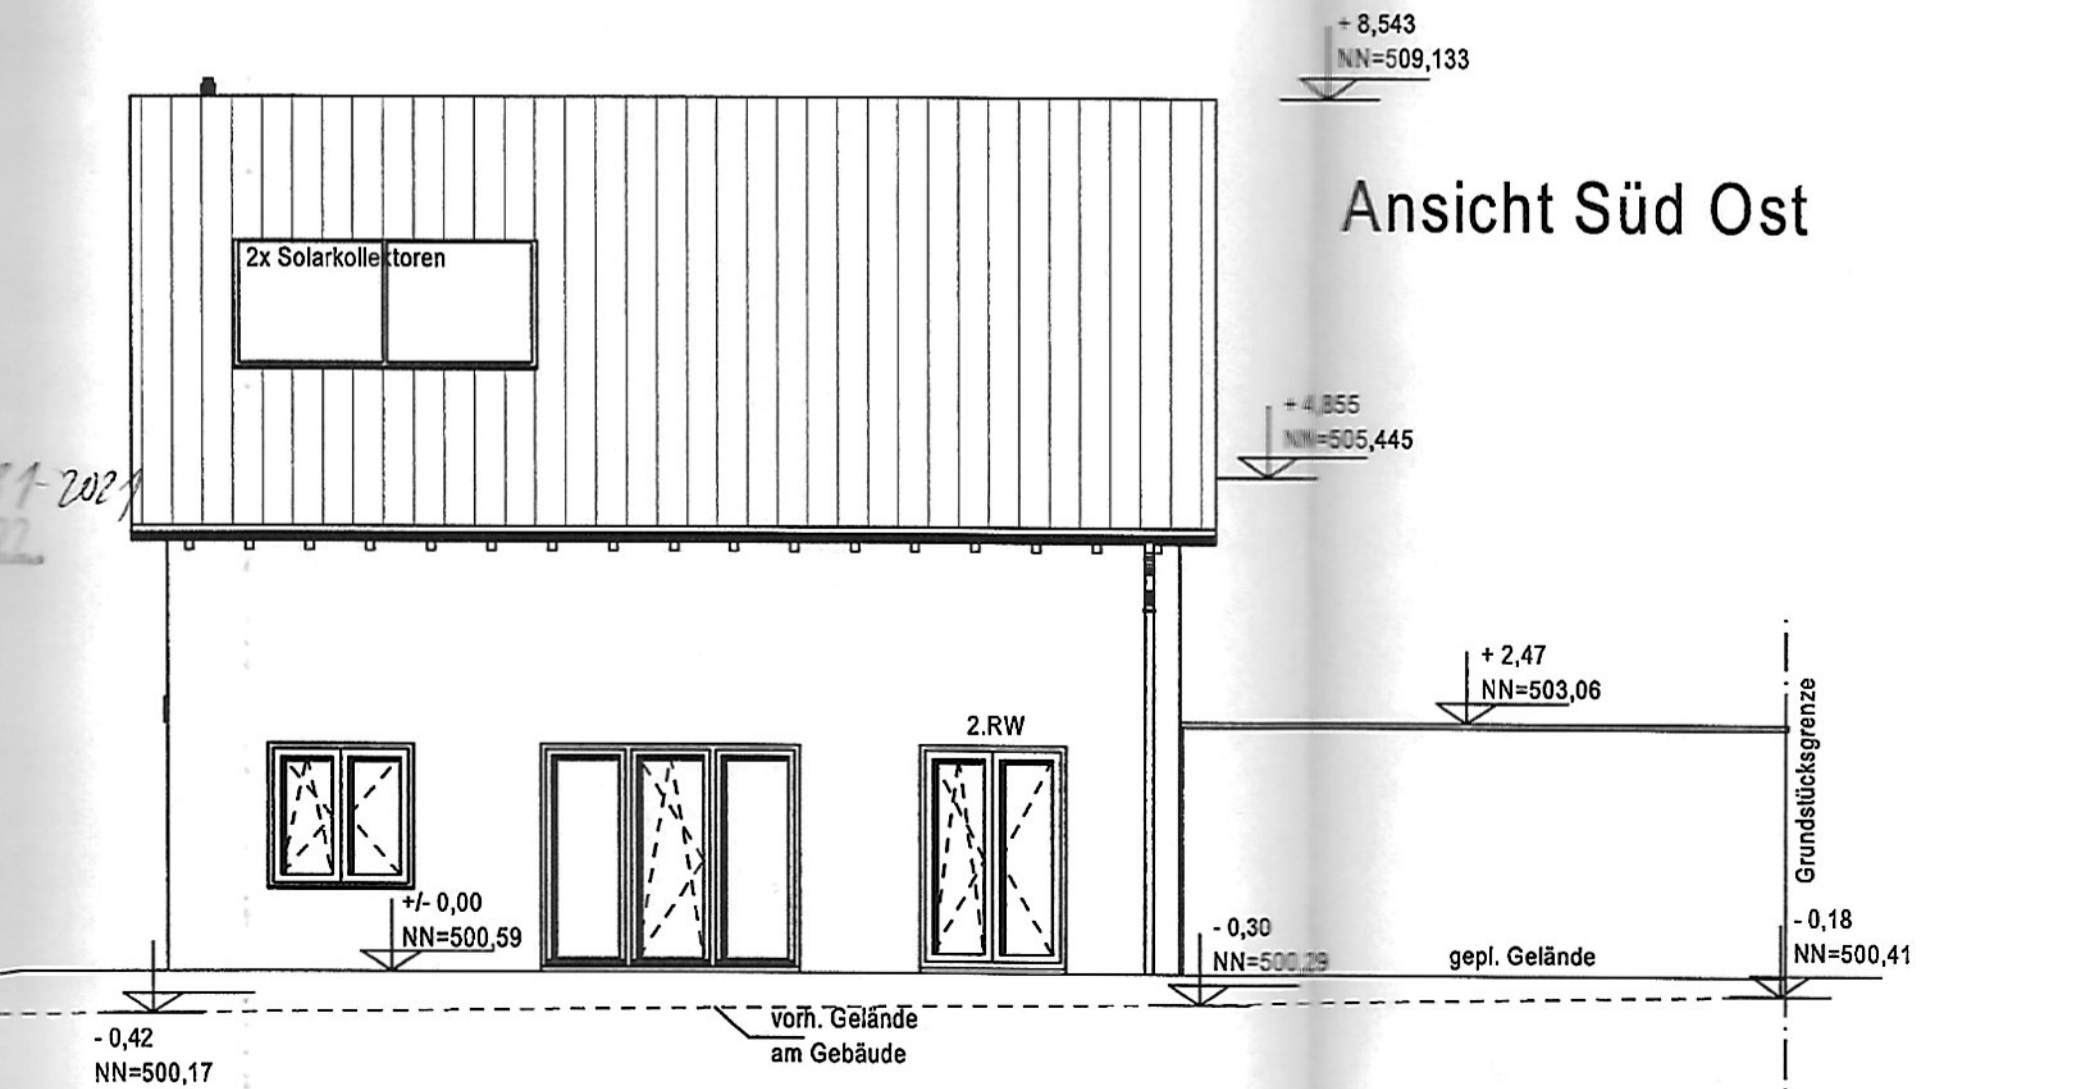 + 8,543
NN=509,133
Ansicht Süd Ost
2x Solarkollektoren
+ 4,855
NN=505,445
1-2021
+ 2,47
NN=503,06
Grundstücksgrenze
2.RW
+/- 0,00
NN=500,59
- 0,30
NN=500,29
gepl. Gelände
- 0,18
NN=500,41
vorh. Gelände
am Gebäude
- 0,42
NN=500,17